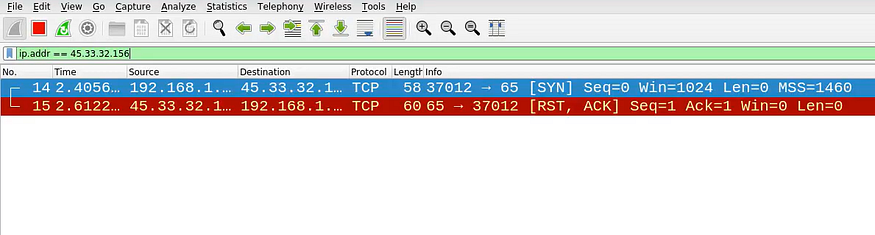 File Edit View Go Capture Analyze Statistics Telephony Wireless Tools Help
ip.addr == 45.33.32.156
No. Time Source Destination Protocol Length Info
14 2.4056… 192.168.1.… 45.33.32.1… TCP 58 37012 → 65 [SYN] Seq=0 Win=1024 Len=0 MSS=1460
15 2.6122… 45.33.32.1… 192.168.1.… TCP 60 65 → 37012 [RST, ACK] Seq=1 Ack=1 Win=0 Len=0